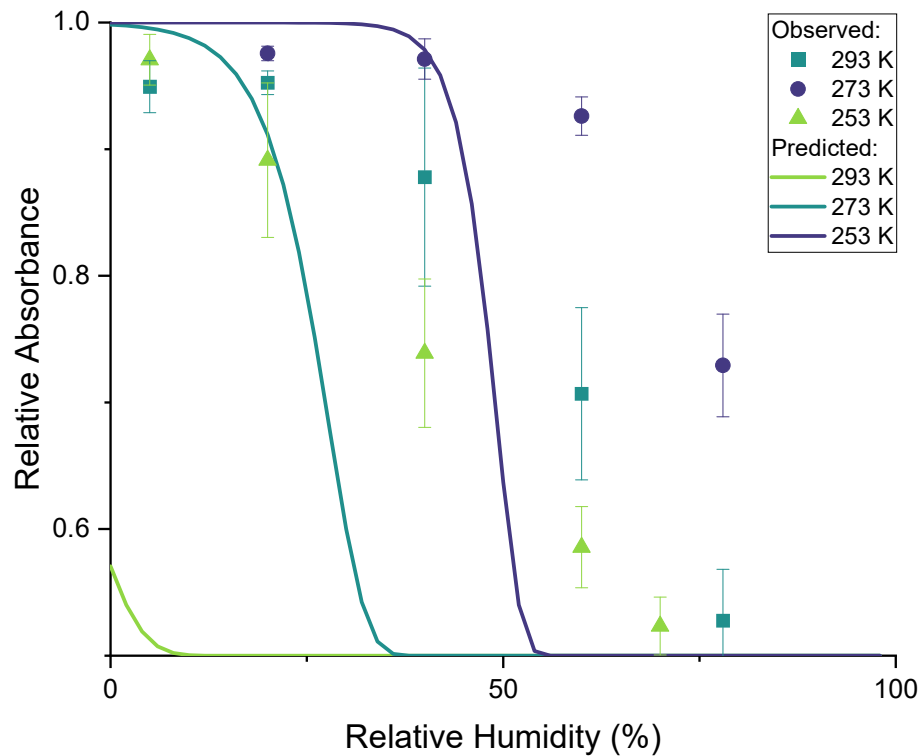 1.0
0.8
0.6
Relative Absorbance
0
50
100
Relative Humidity (%)
Observed:
293 K
273 K
253 K
Predicted:
293 K
273 K
253 K